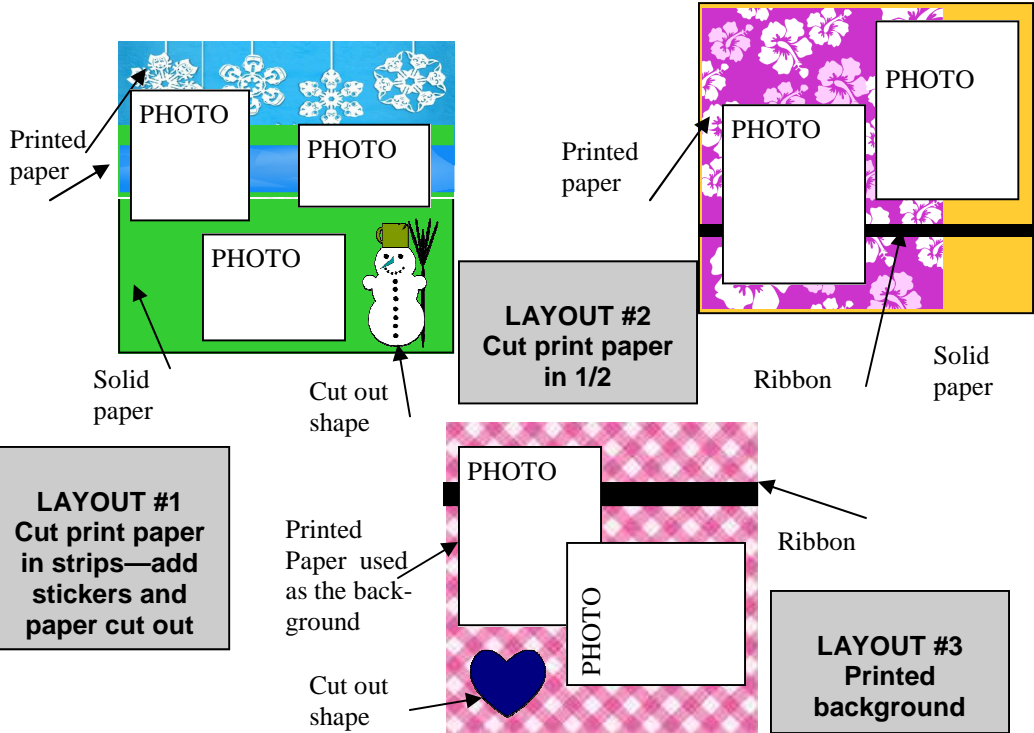 PHOTO
PHOTO
PHOTO
Printed
paper
Solid
paper
Cut out
shape
LAYOUT #1
Cut print paper
in strips—add
stickers and
paper cut out
PHOTO
PHOTO
Printed
paper
LAYOUT #2
Cut print paper
in 1/2
Ribbon
Solid
paper
PHOTO
PHOTO
Printed
Paper used
as the back-
ground
Cut out
shape
Ribbon
LAYOUT #3
Printed
background